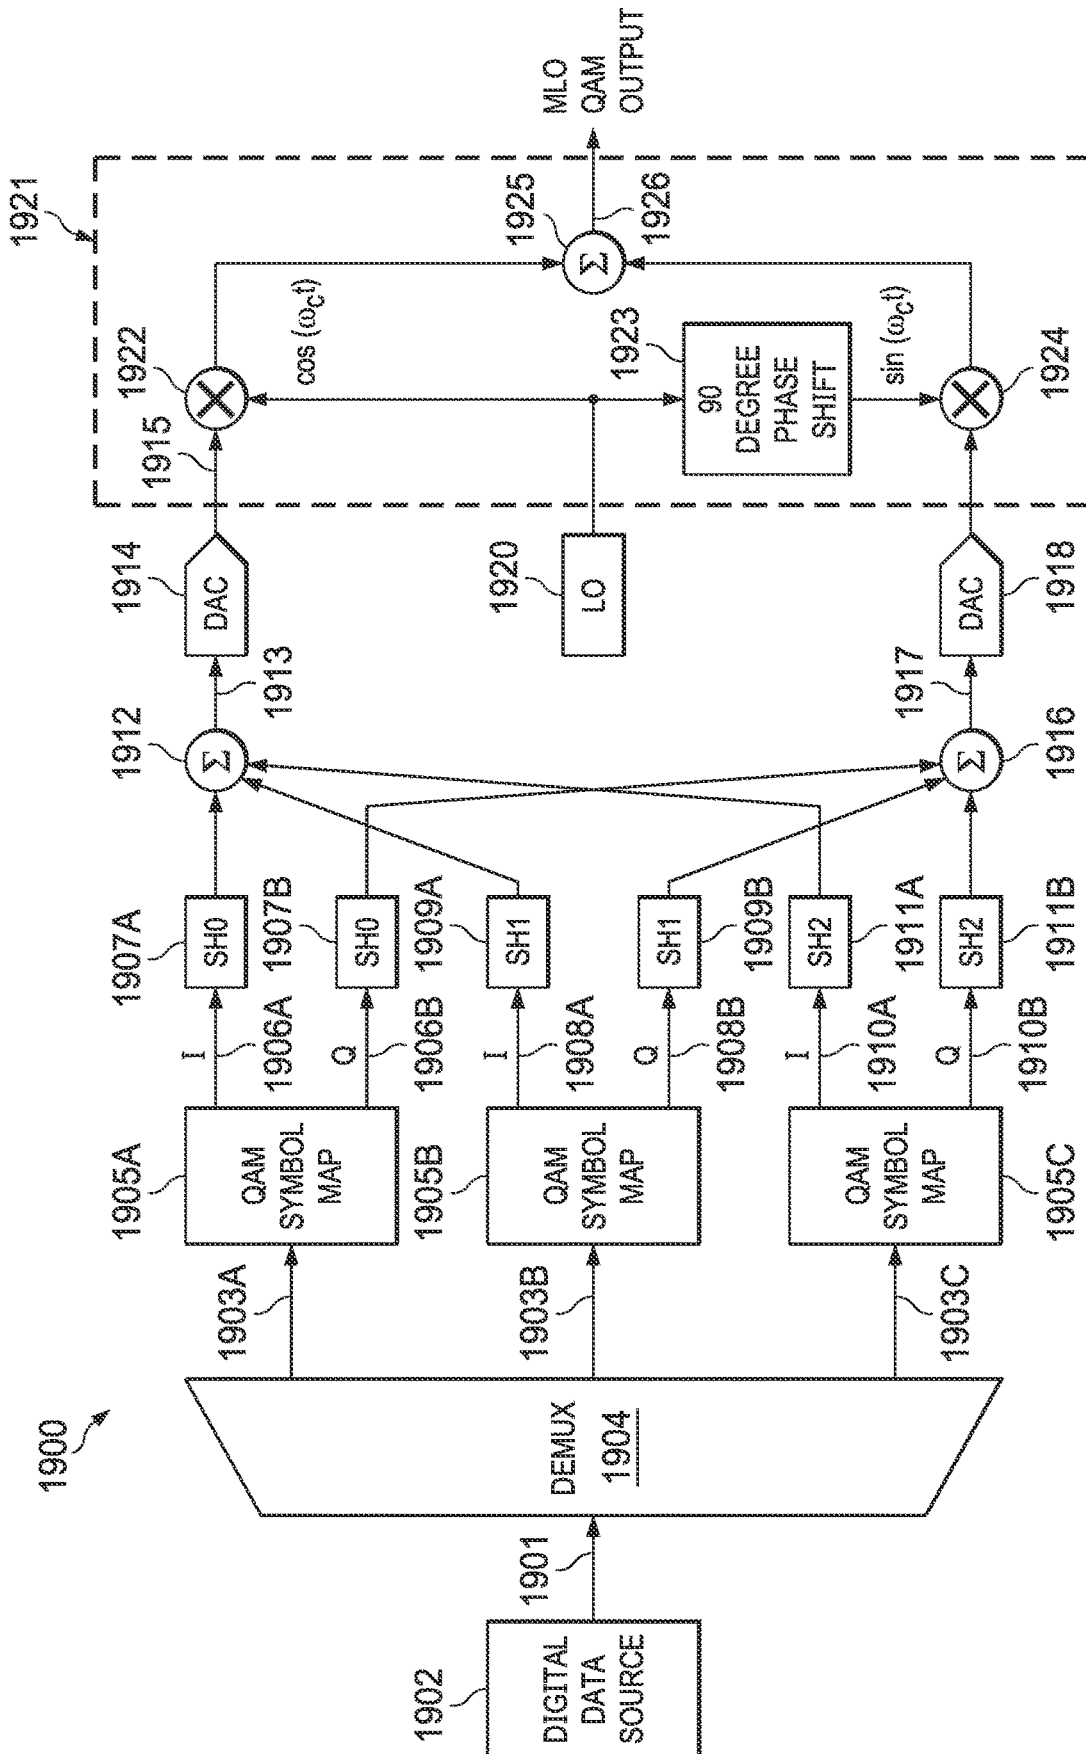 1900
1902
DIGITAL
DATA
SOURCE
1901
DEMUX
1904
1903A
1903B
1903C
1905A
QAM
SYMBOL
MAP
1905B
QAM
SYMBOL
MAP
1905C
QAM
SYMBOL
MAP
I
1906A
Q
1906B
I
1908A
Q
1908B
I
1910A
Q
1910B
1907A
SH0
1907B
SH0
1909A
SH1
1909B
SH1
1911A
SH2
1911B
SH2
1912
Σ
1913
1916
Σ
1917
1914
DAC
1915
1918
DAC
1920
LO
1921
1922
cos (ωCt)
1923
90
DEGREE
PHASE
SHIFT
sin (ωCt)
1924
1925
Σ
1926
MLO
QAM
OUTPUT